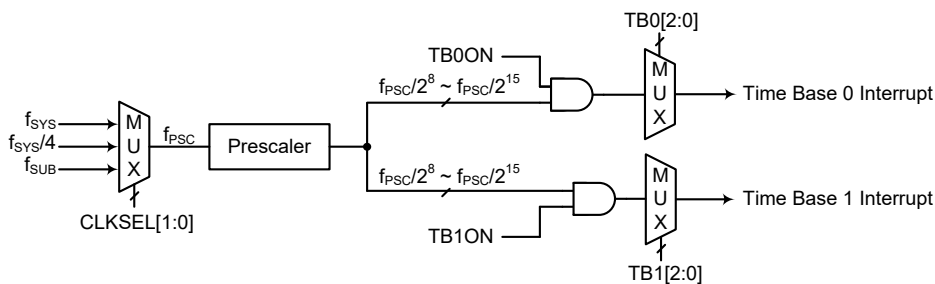 TB0[2:0]
TB0ON
M
U
X
fPSC/2^8 ~ fPSC/2^15
Time Base 0 Interrupt
fSYS
fSYS/4
fSUB
M
U
X
fPSC
Prescaler
CLKSEL[1:0]
fPSC/2^8 ~ fPSC/2^15
M
U
X
Time Base 1 Interrupt
TB1ON
TB1[2:0]